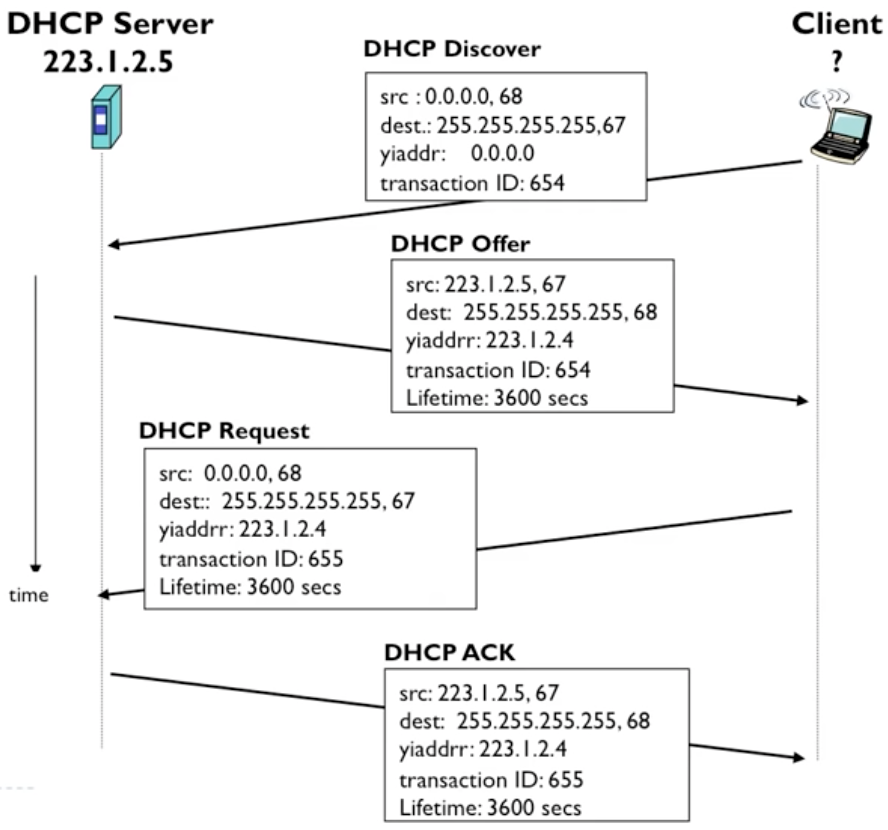 DHCP Server
223.1.2.5
Client
?
DHCP Discover
src : 0.0.0.0, 68
dest.: 255.255.255.255,67
yiaddr: 0.0.0.0
transaction ID: 654
DHCP Offer
src: 223.1.2.5, 67
dest: 255.255.255.255, 68
yiaddrr: 223.1.2.4
transaction ID: 654
Lifetime: 3600 secs
DHCP Request
src: 0.0.0.0, 68
dest:: 255.255.255.255, 67
yiaddrr: 223.1.2.4
transaction ID: 655
Lifetime: 3600 secs
time
DHCP ACK
src: 223.1.2.5, 67
dest: 255.255.255.255, 68
yiaddrr: 223.1.2.4
transaction ID: 655
Lifetime: 3600 secs